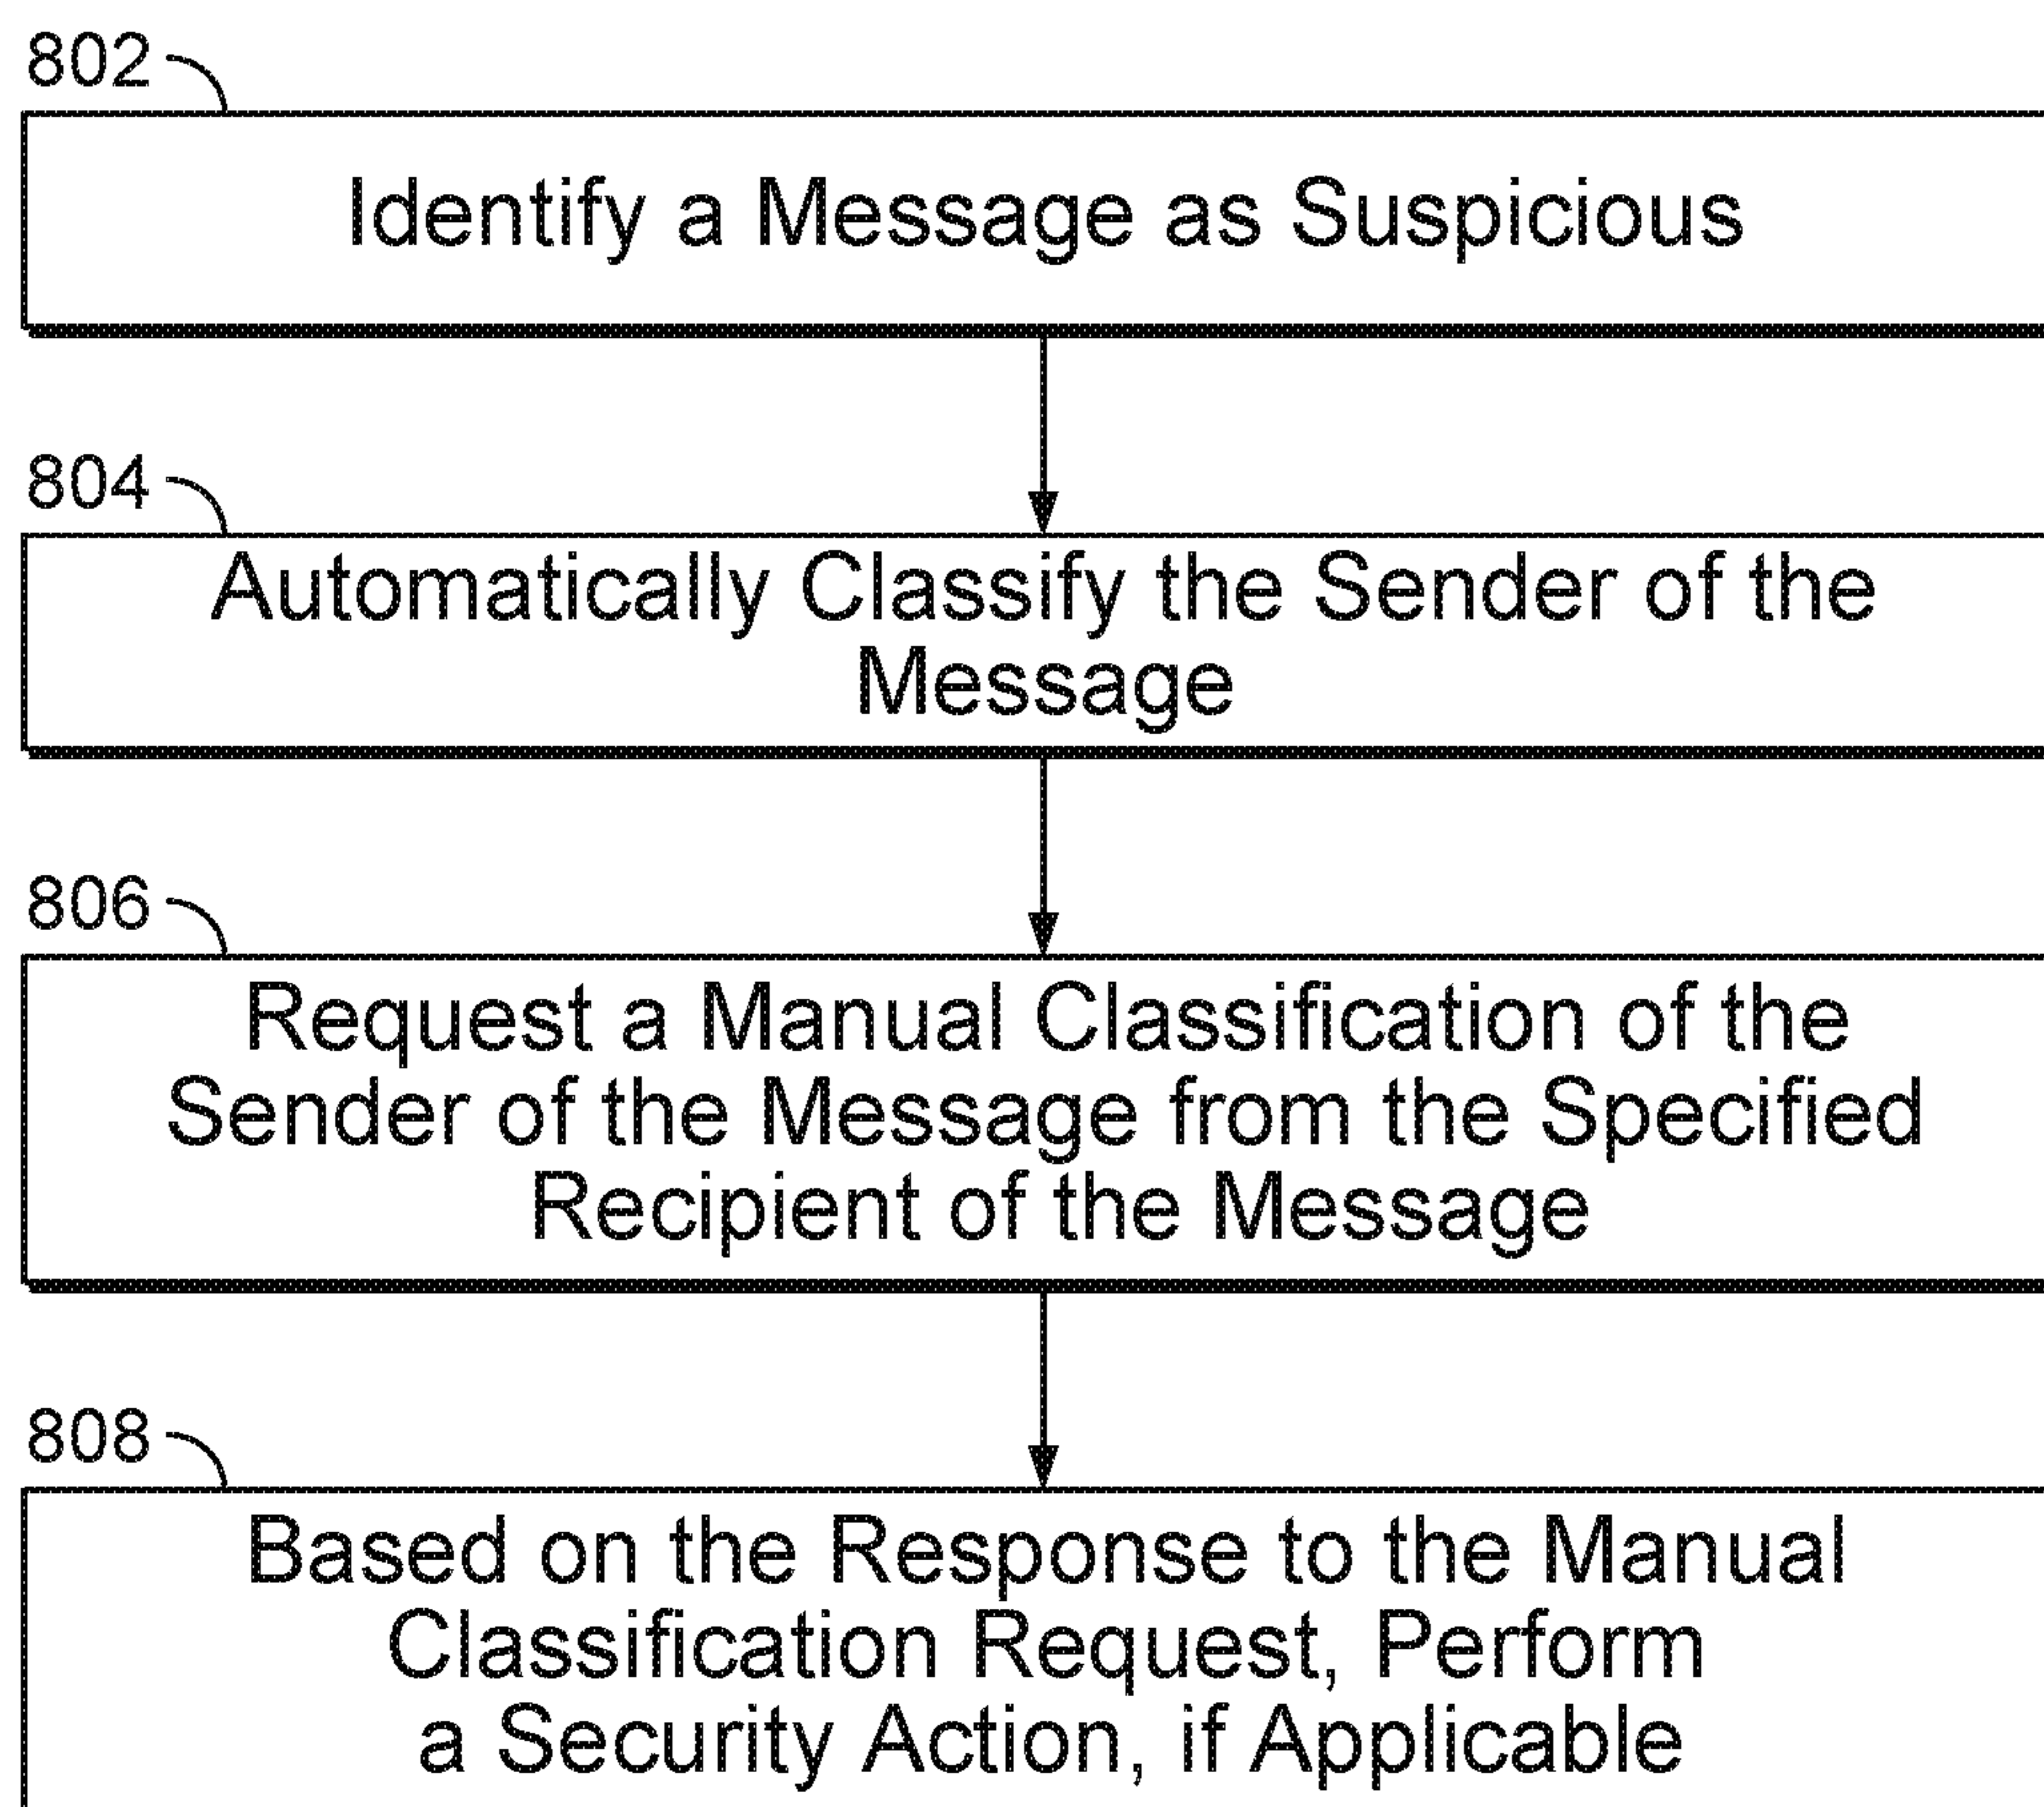 802
Identify a Message as Suspicious
804
Automatically Classify the Sender of the
Message
806
Request a Manual Classification of the
Sender of the Message from the Specified
Recipient of the Message
808
Based on the Response to the Manual
Classification Request, Perform
a Security Action, if Applicable